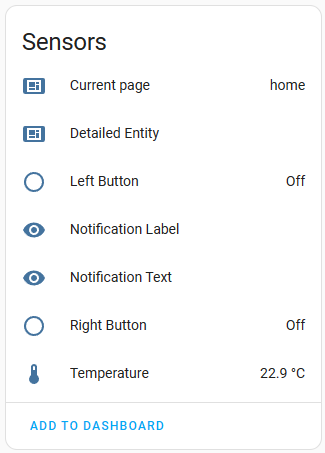 Sensors
Current page home
Detailed Entity
Left Button Off
Notification Label
Notification Text
Right Button Off
Temperature 22.9 °C
ADD TO DASHBOARD